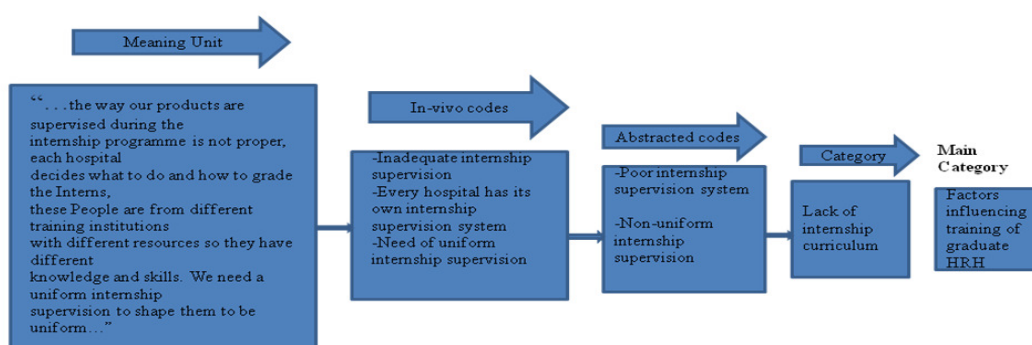 Meaning Unit
“. . .the way our products are
supervised during the
internship programme is not proper,
each hospital
decides what to do and how to grade
the Interns,
these People are from different
training institutions
with different resources so they have
different
knowledge and skills. We need a
uniform internship
supervision to shape them to be
uniform…”
In-vivo codes
-Inadequate internship
supervision
-Every hospital has its
own internship
supervision system
-Need of uniform
internship supervision
Abstracted codes
-Poor internship
supervision system
-Non-uniform
internship
supervision
Category
Lack of
internship
curriculum
Main
Category
Factors
influencing
training of
graduate
HRH